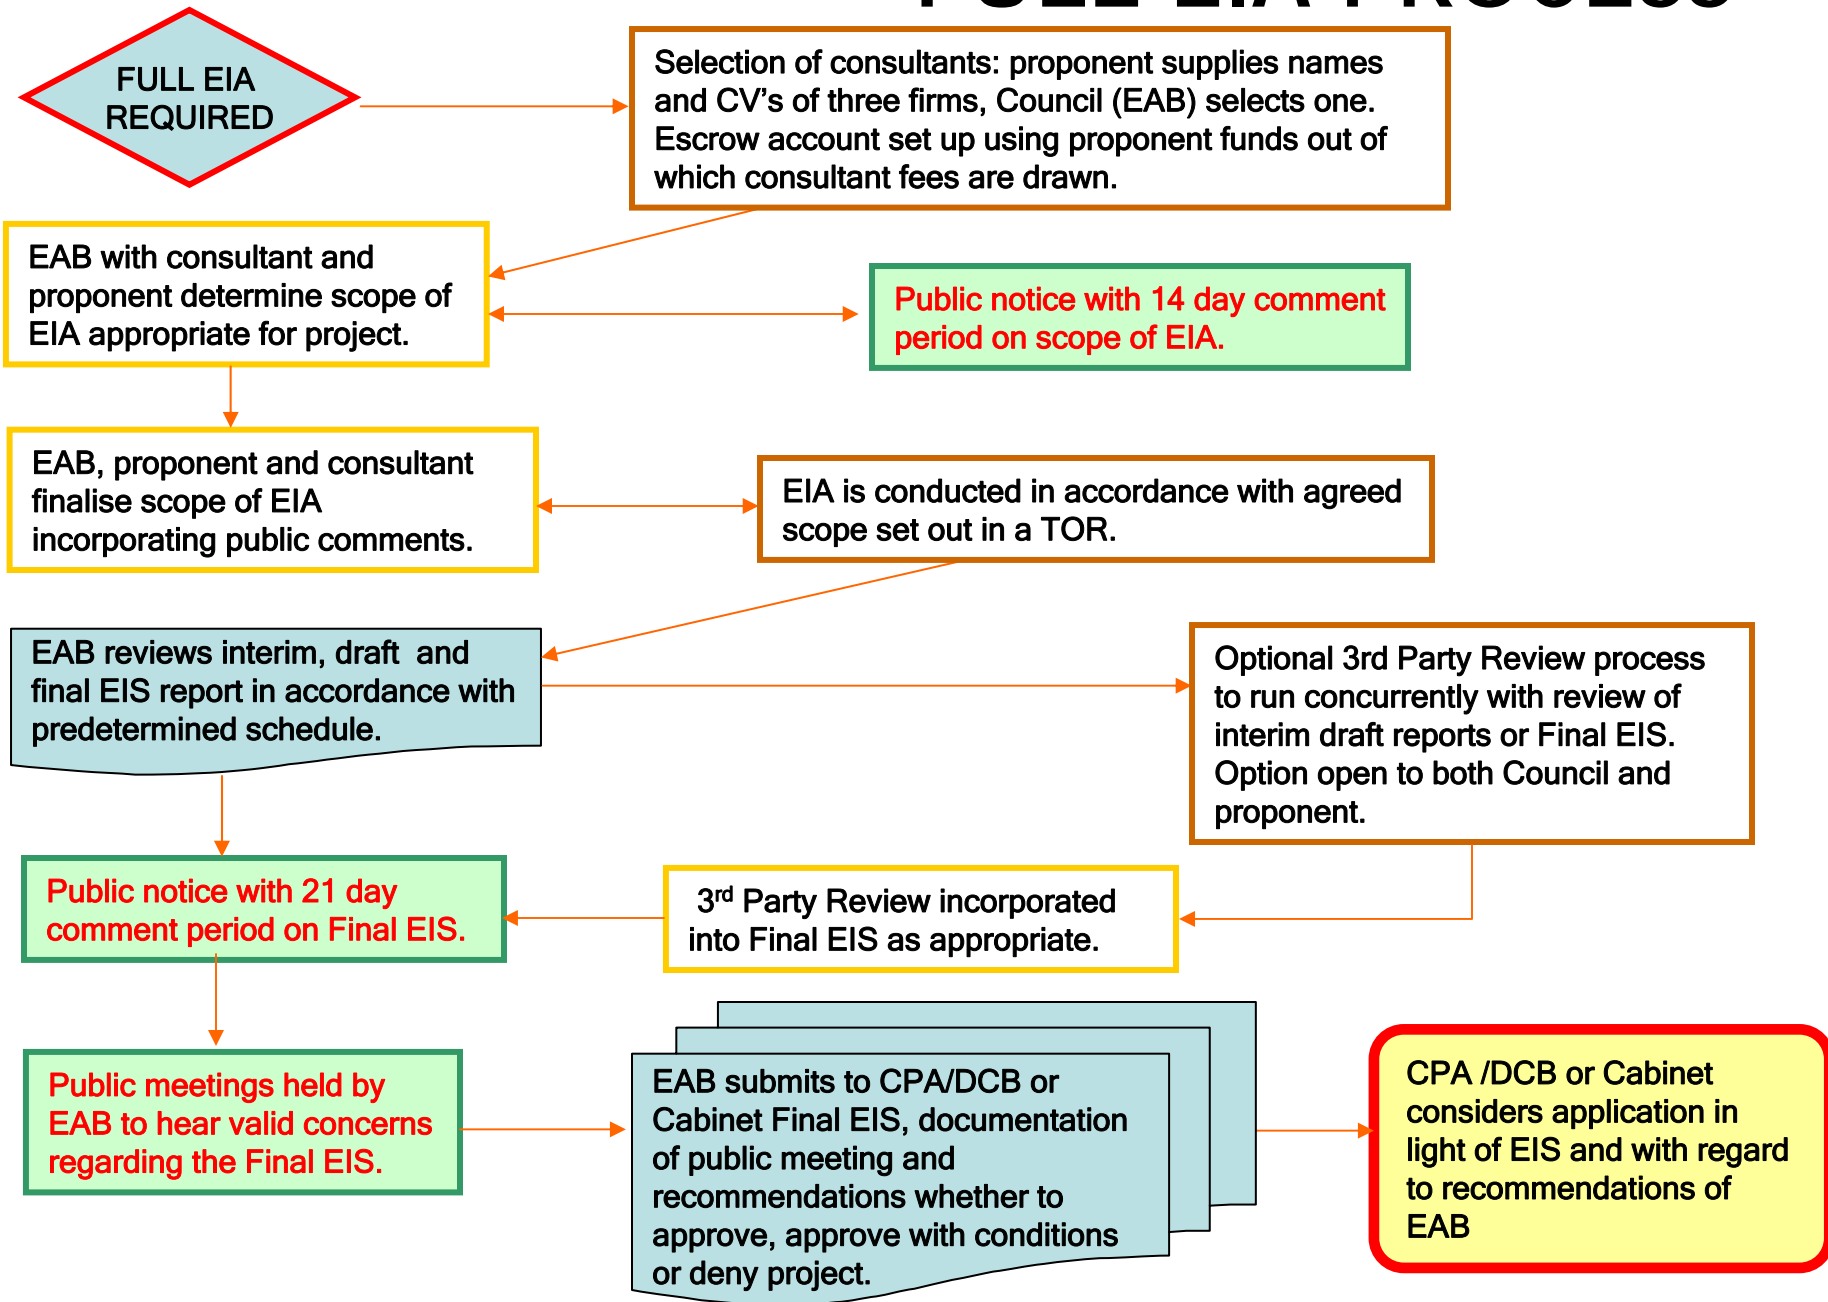 FULL EIA PROCESS
FULL EIA
REQUIRED
Selection of consultants: proponent supplies names
and CV's of three firms, Council (EAB) selects one.
Escrow account set up using proponent funds out of
which consultant fees are drawn.
EAB with consultant and
proponent determine scope of
EIA appropriate for project.
Public notice with 14 day comment
period on scope of EIA.
EAB, proponent and consultant
finalise scope of EIA
incorporating public comments.
EIA is conducted in accordance with agreed
scope set out in a TOR.
EAB reviews interim, draft and
final EIS report in accordance with
predetermined schedule.
Optional 3rd Party Review process
to run concurrently with review of
interim draft reports or Final EIS.
Option open to both Council and
proponent.
Public notice with 21 day
comment period on Final EIS.
3rd Party Review incorporated
into Final EIS as appropriate.
Public meetings held by
EAB to hear valid concerns
regarding the Final EIS.
EAB submits to CPA/DCB or
Cabinet Final EIS, documentation
of public meeting and
recommendations whether to
approve, approve with conditions
or deny project.
CPA /DCB or Cabinet
considers application in
light of EIS and with regard
to recommendations of
EAB